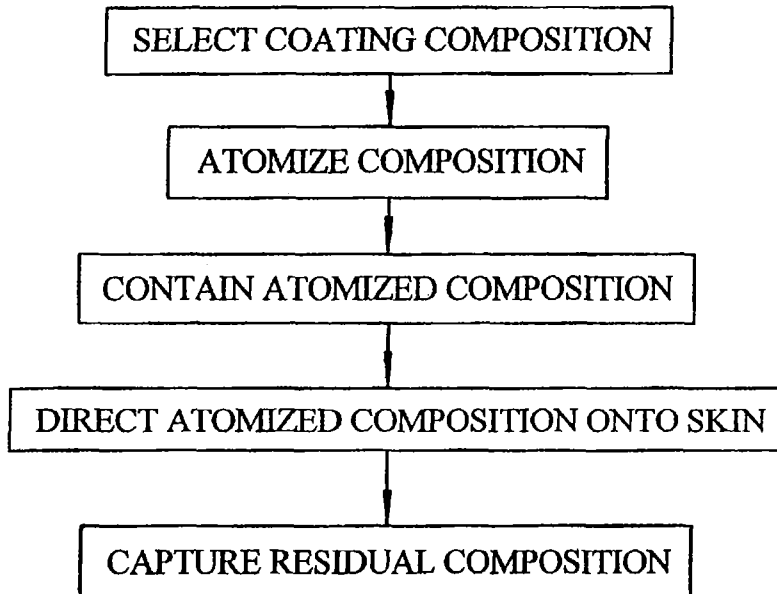 SELECT COATING COMPOSITION
ATOMIZE COMPOSITION
CONTAIN ATOMIZED COMPOSITION
DIRECT ATOMIZED COMPOSITION ONTO SKIN
CAPTURE RESIDUAL COMPOSITION